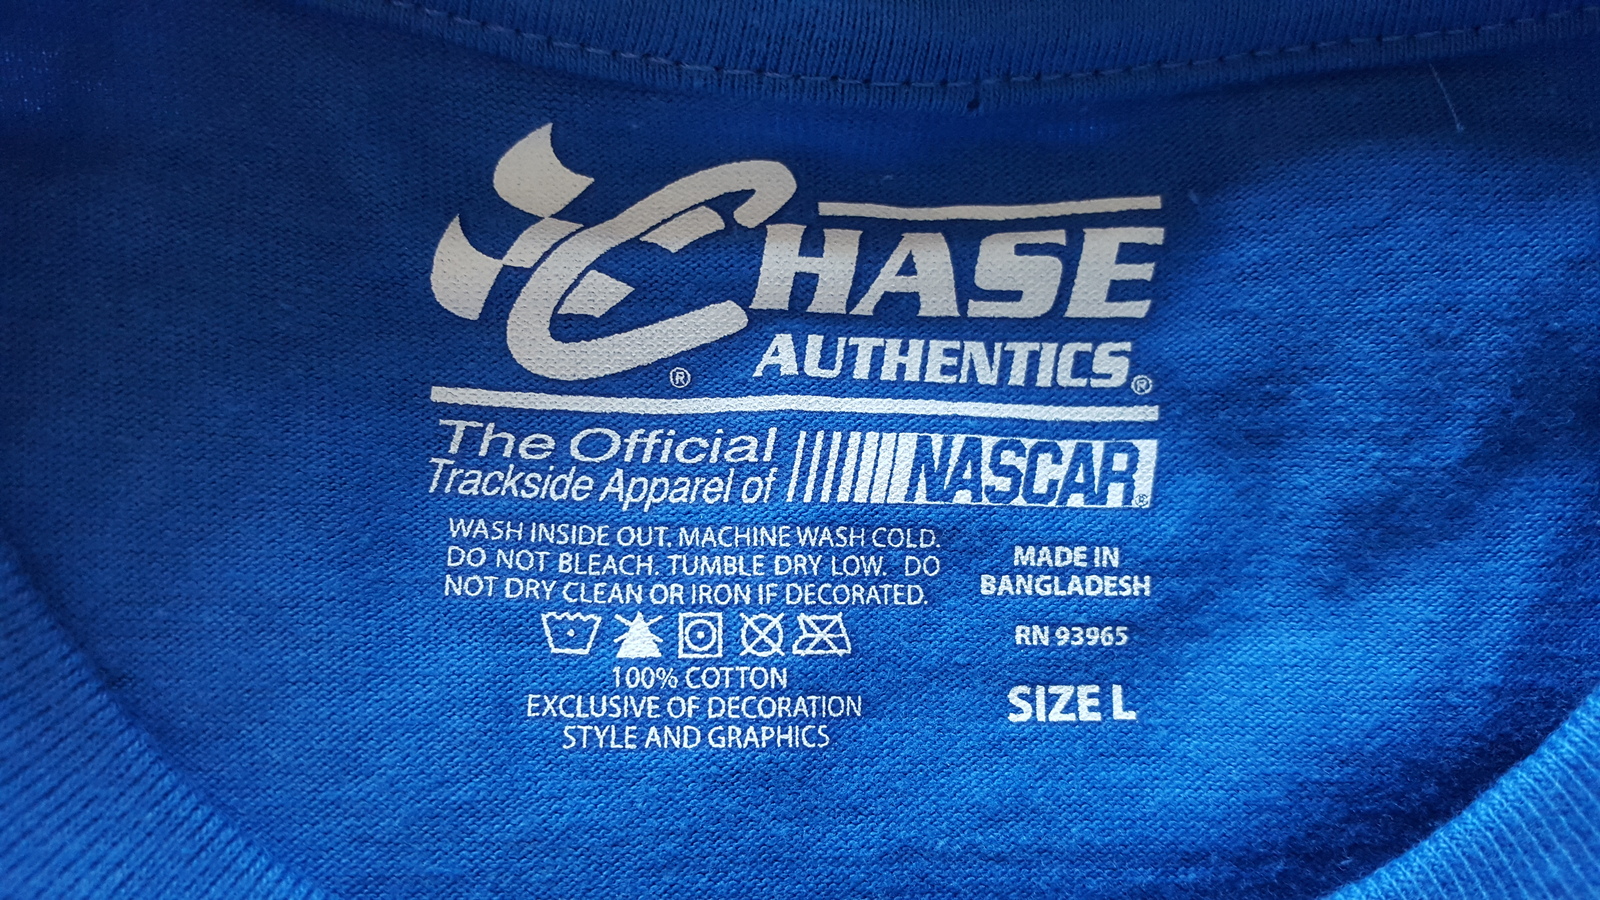 CHASE
AUTHENTICS®
®
The Official
Trackside Apparel of NASCAR®
WASH INSIDE OUT. MACHINE WASH COLD.
DO NOT BLEACH. TUMBLE DRY LOW. DO
NOT DRY CLEAN OR IRON IF DECORATED.
100% COTTON
EXCLUSIVE OF DECORATION
STYLE AND GRAPHICS
MADE IN
BANGLADESH
RN 93965
SIZE L